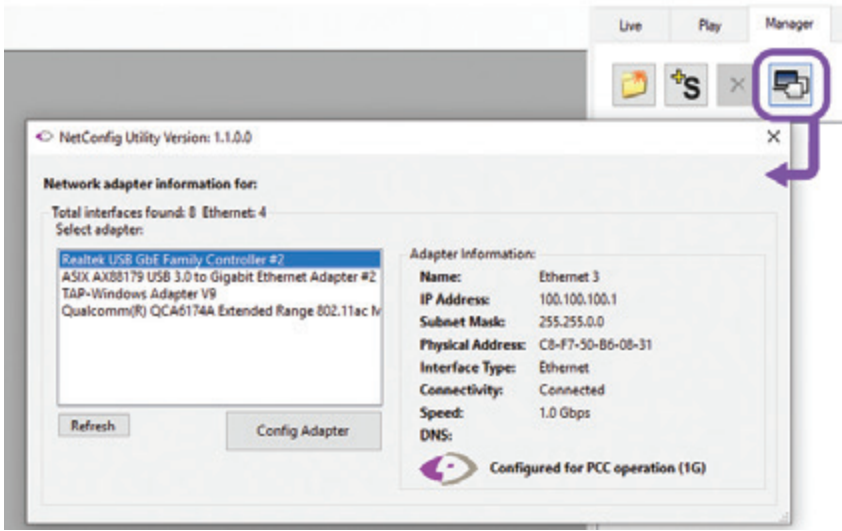 Live Play Manager
+S
NetConfig Utility Version: 1.1.0.0
Network adapter information for:
Total interfaces found: 8 Ethernet: 4
Select adapter:
Realtek USB GbE Family Controller #2
ASIX AX88179 USB 3.0 to Gigabit Ethernet Adapter #2
TAP-Windows Adapter V9
Qualcomm(R) QCA6174A Extended Range 802.11ac M
Refresh
Config Adapter
Adapter Information:
Name: Ethernet 3
IP Address: 100.100.100.1
Subnet Mask: 255.255.0.0
Physical Address: C8-F7-50-B6-08-31
Interface Type: Ethernet
Connectivity: Connected
Speed: 1.0 Gbps
DNS:
Configured for PCC operation (1G)